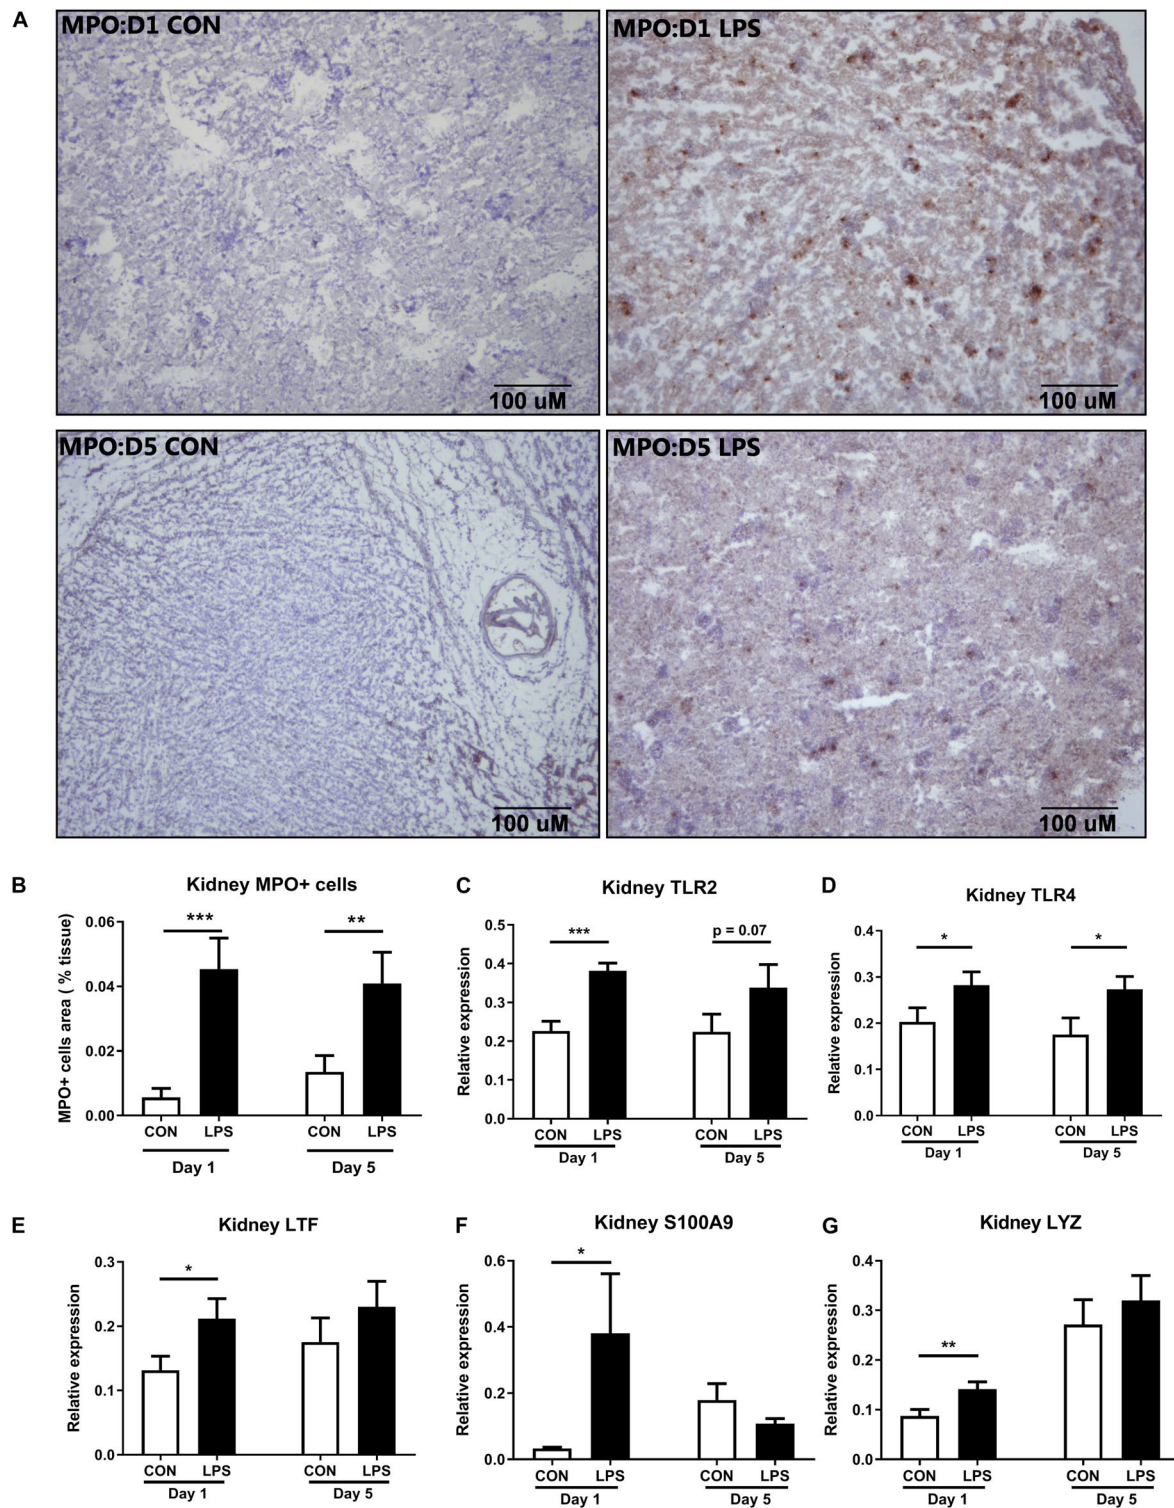 A
MPO:D1 CON
100 uM
MPO:D1 LPS
100 uM
MPO:D5 CON
100 uM
MPO:D5 LPS
100 uM
B
Kidney MPO+ cells
MPO+ cells area ( % tissue)
0.06
0.04
0.02
0.00
***
**
CON LPS CON LPS
Day 1 Day 5
C
Kidney TLR2
Relative expression
0.5
0.4
0.3
0.2
0.1
0.0
***
p = 0.07
CON LPS CON LPS
Day 1 Day 5
D
Kidney TLR4
Relative expression
0.4
0.3
0.2
0.1
0.0
*
*
CON LPS CON LPS
Day 1 Day 5
E
Kidney LTF
Relative expression
0.3
0.2
0.1
0.0
*
CON LPS CON LPS
Day 1 Day 5
F
Kidney S100A9
Relative expression
0.6
0.4
0.2
0.0
*
CON LPS CON LPS
Day 1 Day 5
G
Kidney LYZ
Relative expression
0.4
0.3
0.2
0.1
0.0
**
CON LPS CON LPS
Day 1 Day 5